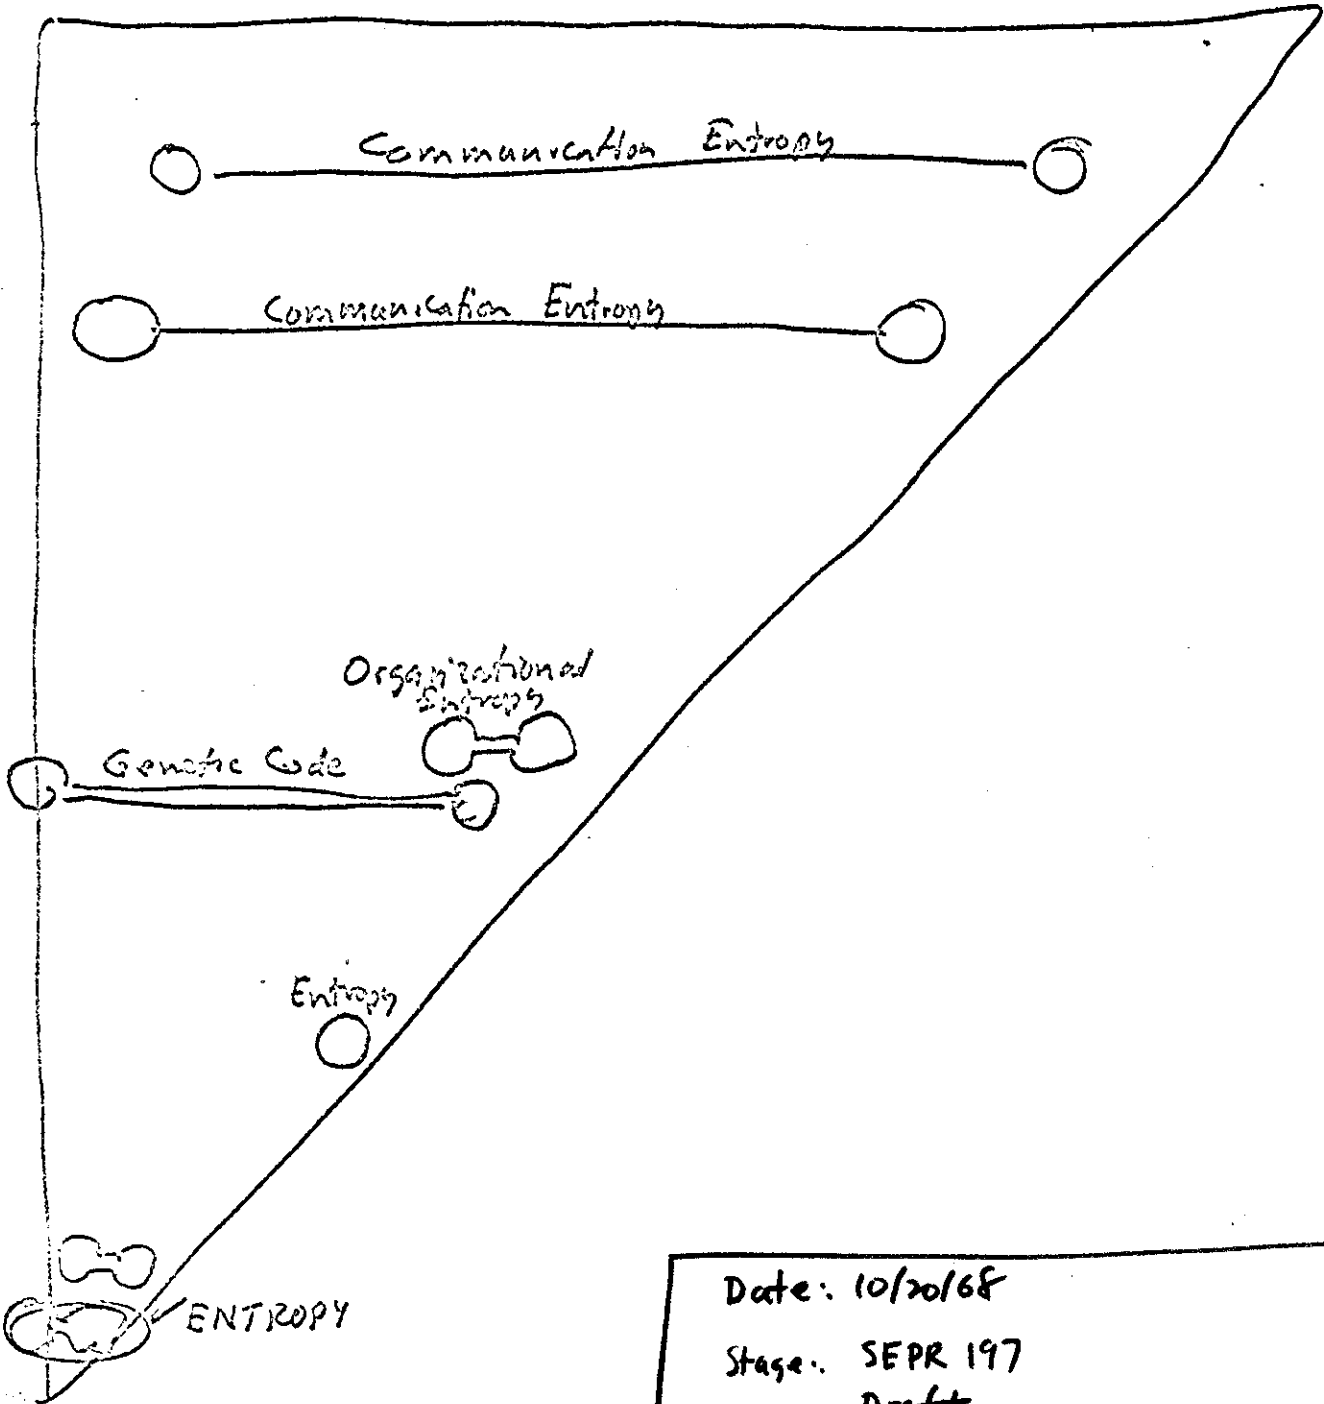 Communication Entropy
Communication Entropy
Organizational
Entropy
Genetic Code
Entropy
ENTROPY
Date: 10/20/68
Stage: SEPR 197
Draft